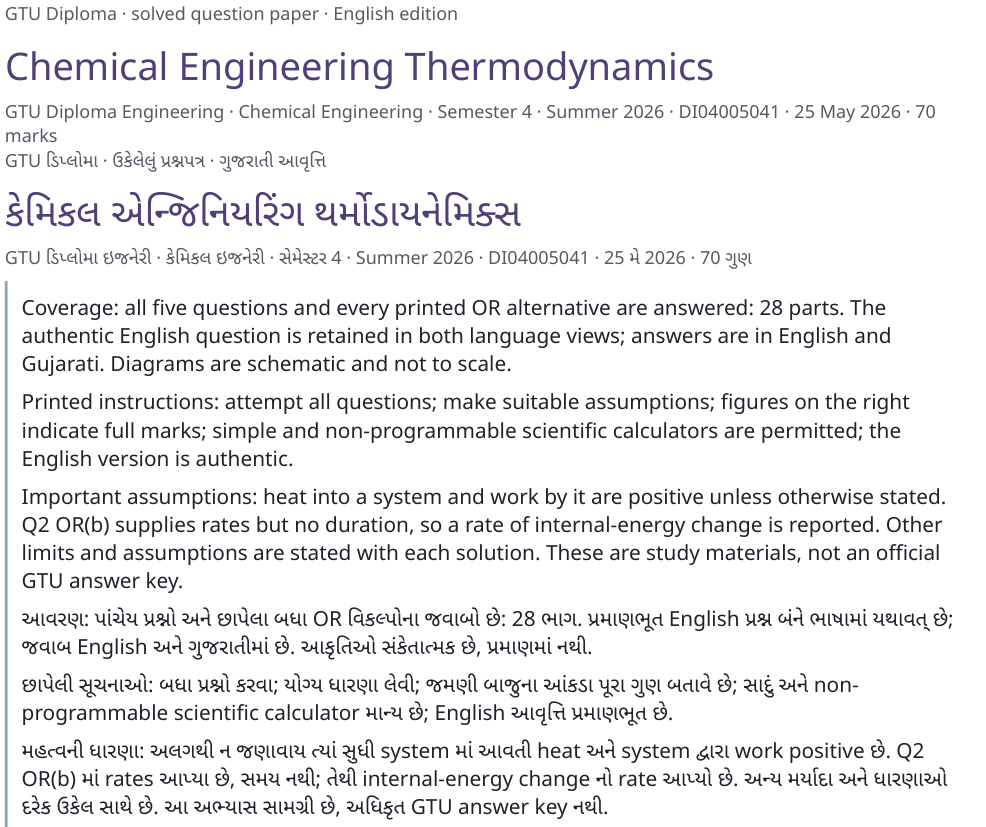 GTU Diploma · solved question paper · English edition
Chemical Engineering Thermodynamics
GTU Diploma Engineering · Chemical Engineering · Semester 4 · Summer 2026 · DI04005041 · 25 May 2026 · 70
marks
GTU ડિપ્લોમા · ઉકેલેલું પ્રશ્નપત્ર · ગુજરાતી આવૃત્તિ
કેમિકલ એન્જિનિયરિંગ થર્મોડાયનેમિક્સ
GTU ડિપ્લોમા ઇજનેરી · કેમિકલ ઇજનેરી · સેમેસ્ટર 4 · Summer 2026 · DI04005041 · 25 મે 2026 · 70 ગુણ
Coverage: all five questions and every printed OR alternative are answered: 28 parts. The
authentic English question is retained in both language views; answers are in English and
Gujarati. Diagrams are schematic and not to scale.
Printed instructions: attempt all questions; make suitable assumptions; figures on the right
indicate full marks; simple and non-programmable scientific calculators are permitted; the
English version is authentic.
Important assumptions: heat into a system and work by it are positive unless otherwise stated.
Q2 OR(b) supplies rates but no duration, so a rate of internal-energy change is reported. Other
limits and assumptions are stated with each solution. These are study materials, not an official
GTU answer key.
આવરણ: પાંચેય પ્રશ્નો અને છાપેલા બધા OR વિકલ્પોના જવાબો છે: 28 ભાગ. પ્રમાણભૂત English પ્રશ્ન બંને ભાષામાં યથાવત્ છે;
જવાબ English અને ગુજરાતીમાં છે. આકૃતિઓ સંકેતાત્મક છે, પ્રમાણમાં નથી.
છાપેલી સૂચનાઓ: બધા પ્રશ્નો કરવા; યોગ્ય ધારણા લેવી; જમણી બાજુના આંકડા પૂરા ગુણ બતાવે છે; સાદું અને non-
programmable scientific calculator માન્ય છે; English આવૃત્તિ પ્રમાણભૂત છે.
મહત્વની ધારણા: અલગથી ન જણાવાય ત્યાં સુધી system માં આવતી heat અને system દ્વારા work positive છે. Q2
OR(b) માં rates આપ્યા છે, સમય નથી; તેથી internal-energy change નો rate આપ્યો છે. અન્ય મર્યાદા અને ધારણાઓ
દરેક ઉકેલ સાથે છે. આ અભ્યાસ સામગ્રી છે, અધિકૃત GTU answer key નથી.